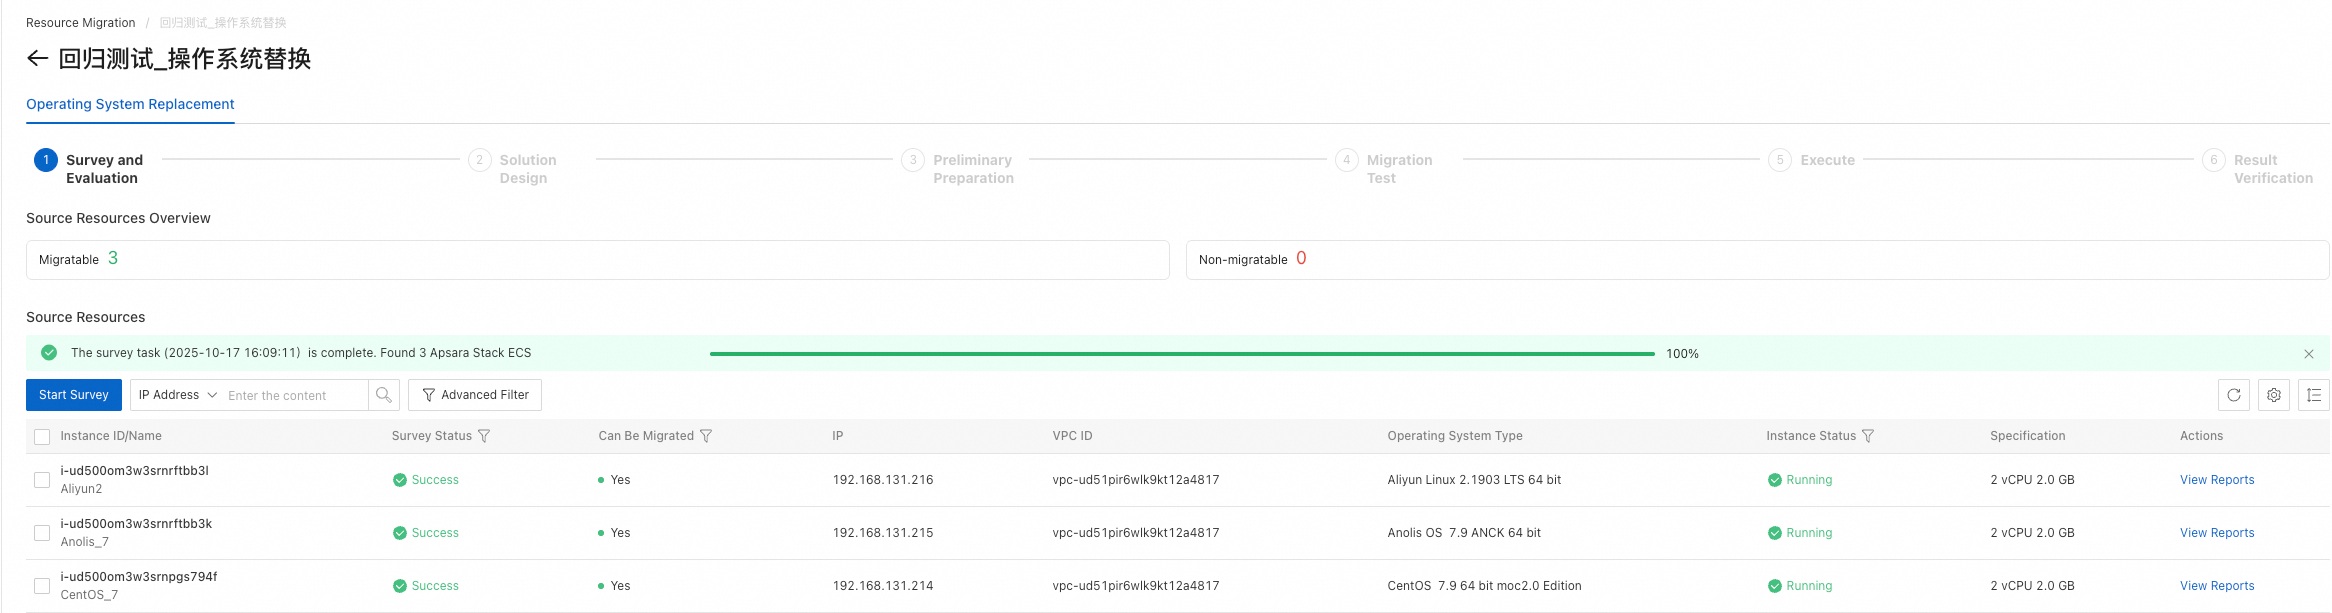 Resource Migration / 回归测试_操作系统替换
回归测试_操作系统替换
Operating System Replacement
1 Survey and Evaluation
2 Solution Design
3 Preliminary Preparation
4 Migration Test
5 Execute
6 Result Verification
Source Resources Overview
Migratable 3
Non-migratable 0
Source Resources
The survey task (2025-10-17 16:09:11) is complete. Found 3 Apsara Stack ECS 100%
Start Survey IP Address Enter the content Advanced Filter
Instance ID/Name Survey Status Can Be Migrated IP VPC ID Operating System Type Instance Status Specification Actions
i-ud500om3w3srnrftbb3l
Aliyun2
Success Yes 192.168.131.216 vpc-ud51pir6wlk9kt12a4817 Aliyun Linux 2.1903 LTS 64 bit Running 2 vCPU 2.0 GB View Reports
i-ud500om3w3srnrftbb3k
Anolis_7
Success Yes 192.168.131.215 vpc-ud51pir6wlk9kt12a4817 Anolis OS 7.9 ANCK 64 bit Running 2 vCPU 2.0 GB View Reports
i-ud500om3w3srnpgs794f
CentOS_7
Success Yes 192.168.131.214 vpc-ud51pir6wlk9kt12a4817 CentOS 7.9 64 bit moc2.0 Edition Running 2 vCPU 2.0 GB View Reports